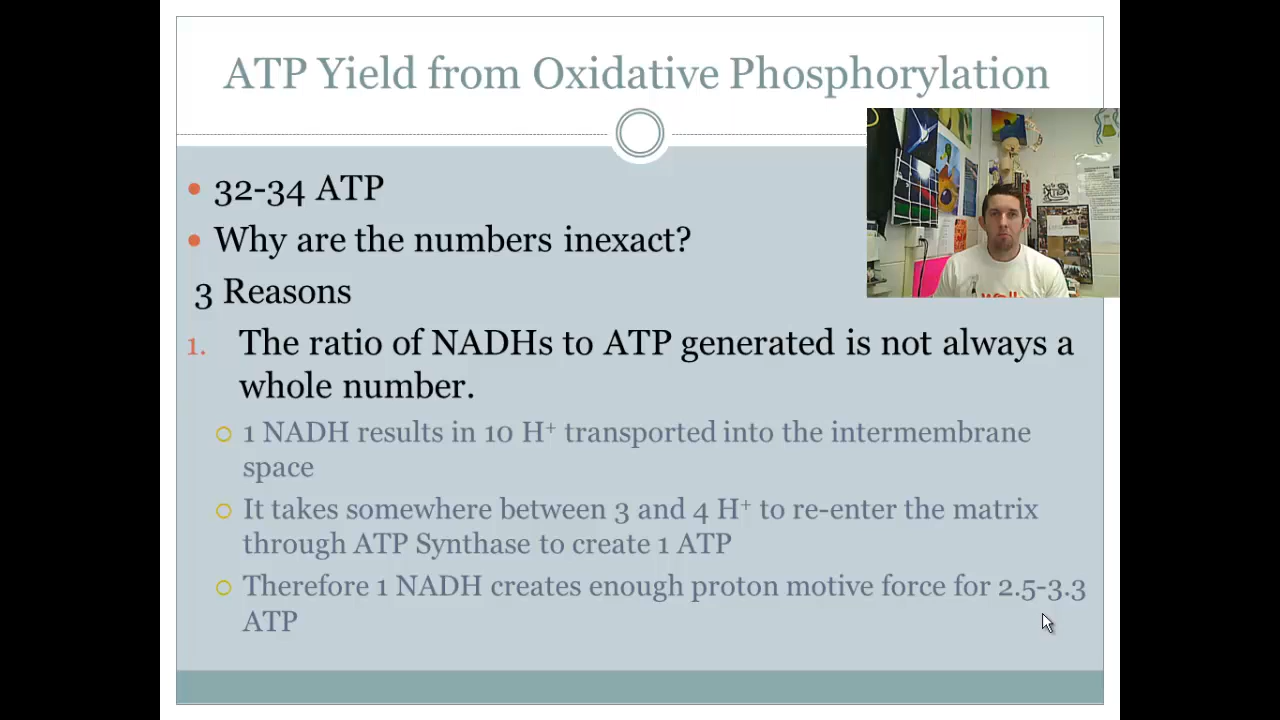 ATP Yield from Oxidative Phosphorylation
• 32-34 ATP
• Why are the numbers inexact?
3 Reasons
1. The ratio of NADHs to ATP generated is not always a
whole number.
○ 1 NADH results in 10 H⁺ transported into the intermembrane
space
○ It takes somewhere between 3 and 4 H⁺ to re-enter the matrix
through ATP Synthase to create 1 ATP
○ Therefore 1 NADH creates enough proton motive force for 2.5-3.3
ATP